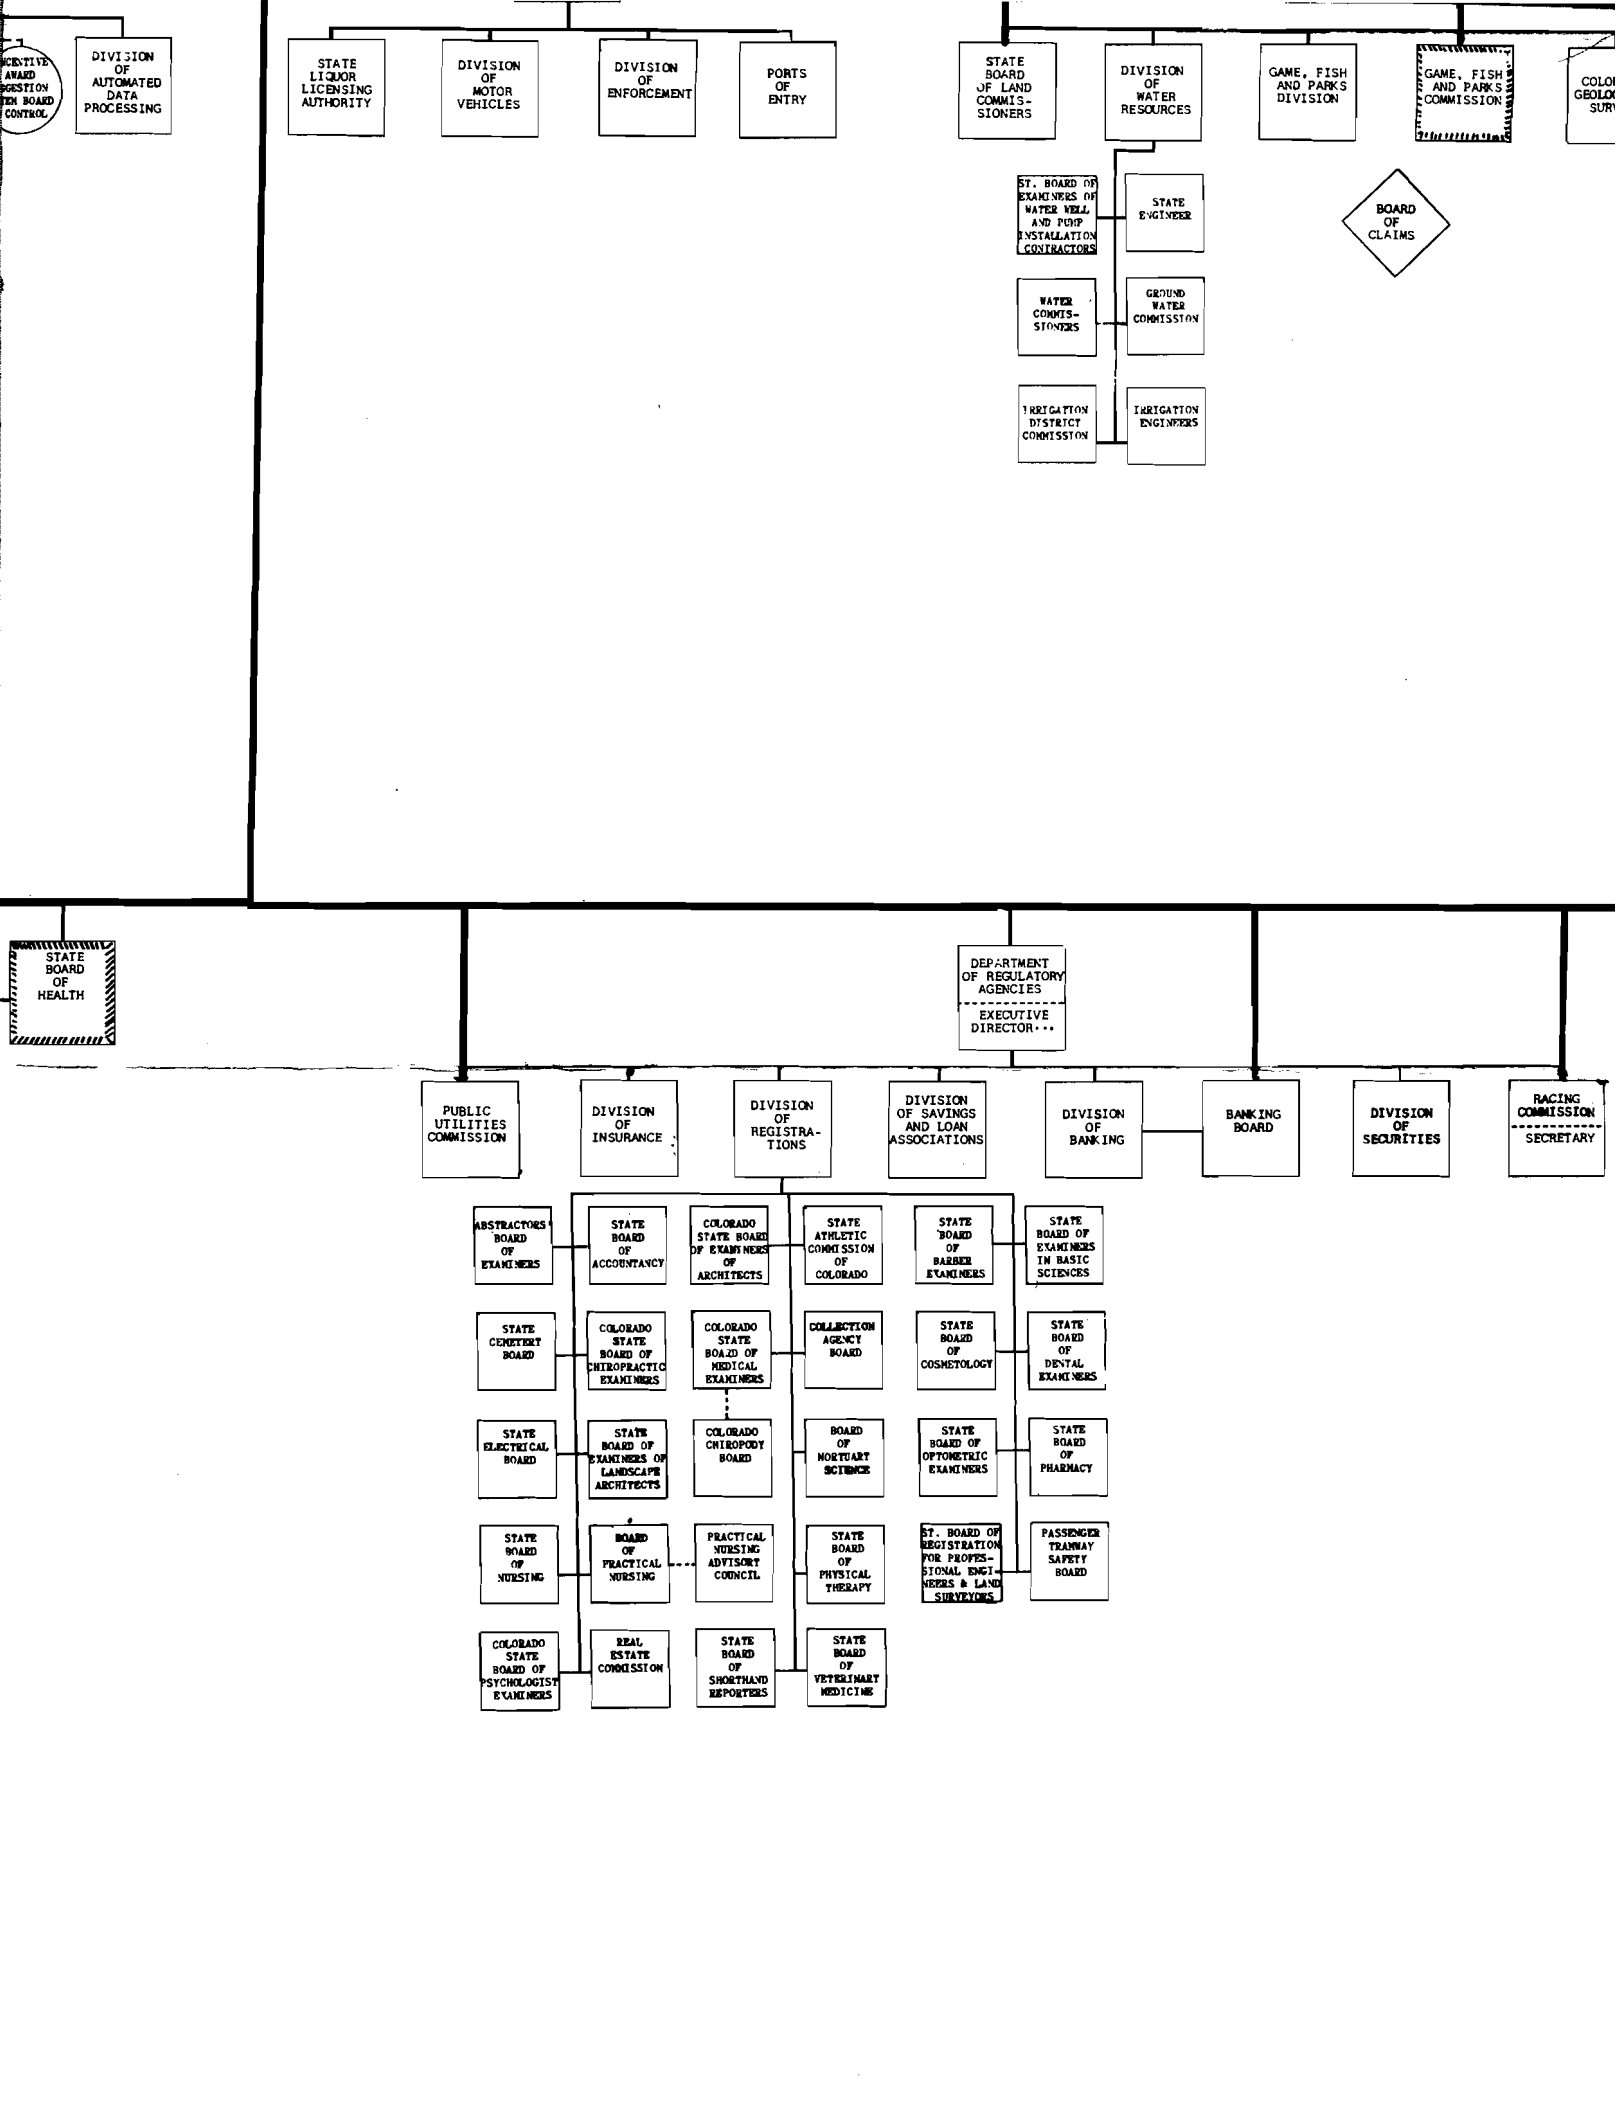 CENTIVE
AWARD
GESTION
TEM BOARD
CONTROL
DIVISION
OF
AUTOMATED
DATA
PROCESSING
STATE
LIQUOR
LICENSING
AUTHORITY
DIVISION
OF
MOTOR
VEHICLES
DIVISION
OF
ENFORCEMENT
PORTS
OF
ENTRY
STATE
BOARD
OF LAND
COMMIS-
SIONERS
DIVISION
OF
WATER
RESOURCES
GAME, FISH
AND PARKS
DIVISION
GAME, FISH
AND PARKS
COMMISSION
COLO
GEOLO
SUR
ST. BOARD OF
EXAMINERS OF
WATER WELL
AND PUMP
INSTALLATION
CONTRACTORS
STATE
ENGINEER
BOARD
OF
CLAIMS
WATER
COMMIS-
SIONERS
GROUND
WATER
COMMISSION
IRRIGATION
DISTRICT
COMMISSION
IRRIGATION
ENGINEERS
STATE
BOARD
OF
HEALTH
DEPARTMENT
OF REGULATORY
AGENCIES
EXECUTIVE
DIRECTOR...
PUBLIC
UTILITIES
COMMISSION
DIVISION
OF
INSURANCE
DIVISION
OF
REGISTRA-
TIONS
DIVISION
OF SAVINGS
AND LOAN
ASSOCIATIONS
DIVISION
OF
BANKING
BANKING
BOARD
DIVISION
OF
SECURITIES
RACING
COMMISSION
SECRETARY
ABSTRACTORS'
BOARD
OF
EXAMINERS
STATE
BOARD
OF
ACCOUNTANCY
COLORADO
STATE BOARD
OF EXAMINERS
OF
ARCHITECTS
STATE
ATHLETIC
COMMISSION
OF
COLORADO
STATE
BOARD
OF
BARBER
EXAMINERS
STATE
BOARD OF
EXAMINERS
IN BASIC
SCIENCES
STATE
CEMETERY
BOARD
COLORADO
STATE
BOARD OF
CHIROPRACTIC
EXAMINERS
COLORADO
STATE
BOARD OF
MEDICAL
EXAMINERS
COLLECTION
AGENCY
BOARD
STATE
BOARD
OF
COSMETOLOGY
STATE
BOARD
OF
DENTAL
EXAMINERS
STATE
ELECTRICAL
BOARD
STATE
BOARD OF
EXAMINERS OF
LANDSCAPE
ARCHITECTS
COLORADO
CHIROPODY
BOARD
BOARD
OF
MORTUARY
SCIENCE
STATE
BOARD OF
OPTOMETRIC
EXAMINERS
STATE
BOARD
OF
PHARMACY
STATE
BOARD
OF
NURSING
BOARD
OF
PRACTICAL
NURSING
PRACTICAL
NURSING
ADVISORY
COUNCIL
STATE
BOARD
OF
PHYSICAL
THERAPY
ST. BOARD OF
REGISTRATION
FOR PROFES-
SIONAL ENGI-
NEERS & LAND
SURVEYORS
PASSENGER
TRAMWAY
SAFETY
BOARD
COLORADO
STATE
BOARD OF
PSYCHOLOGIST
EXAMINERS
REAL
ESTATE
COMMISSION
STATE
BOARD
OF
SHORTHAND
REPORTERS
STATE
BOARD
OF
VETERINARY
MEDICINE